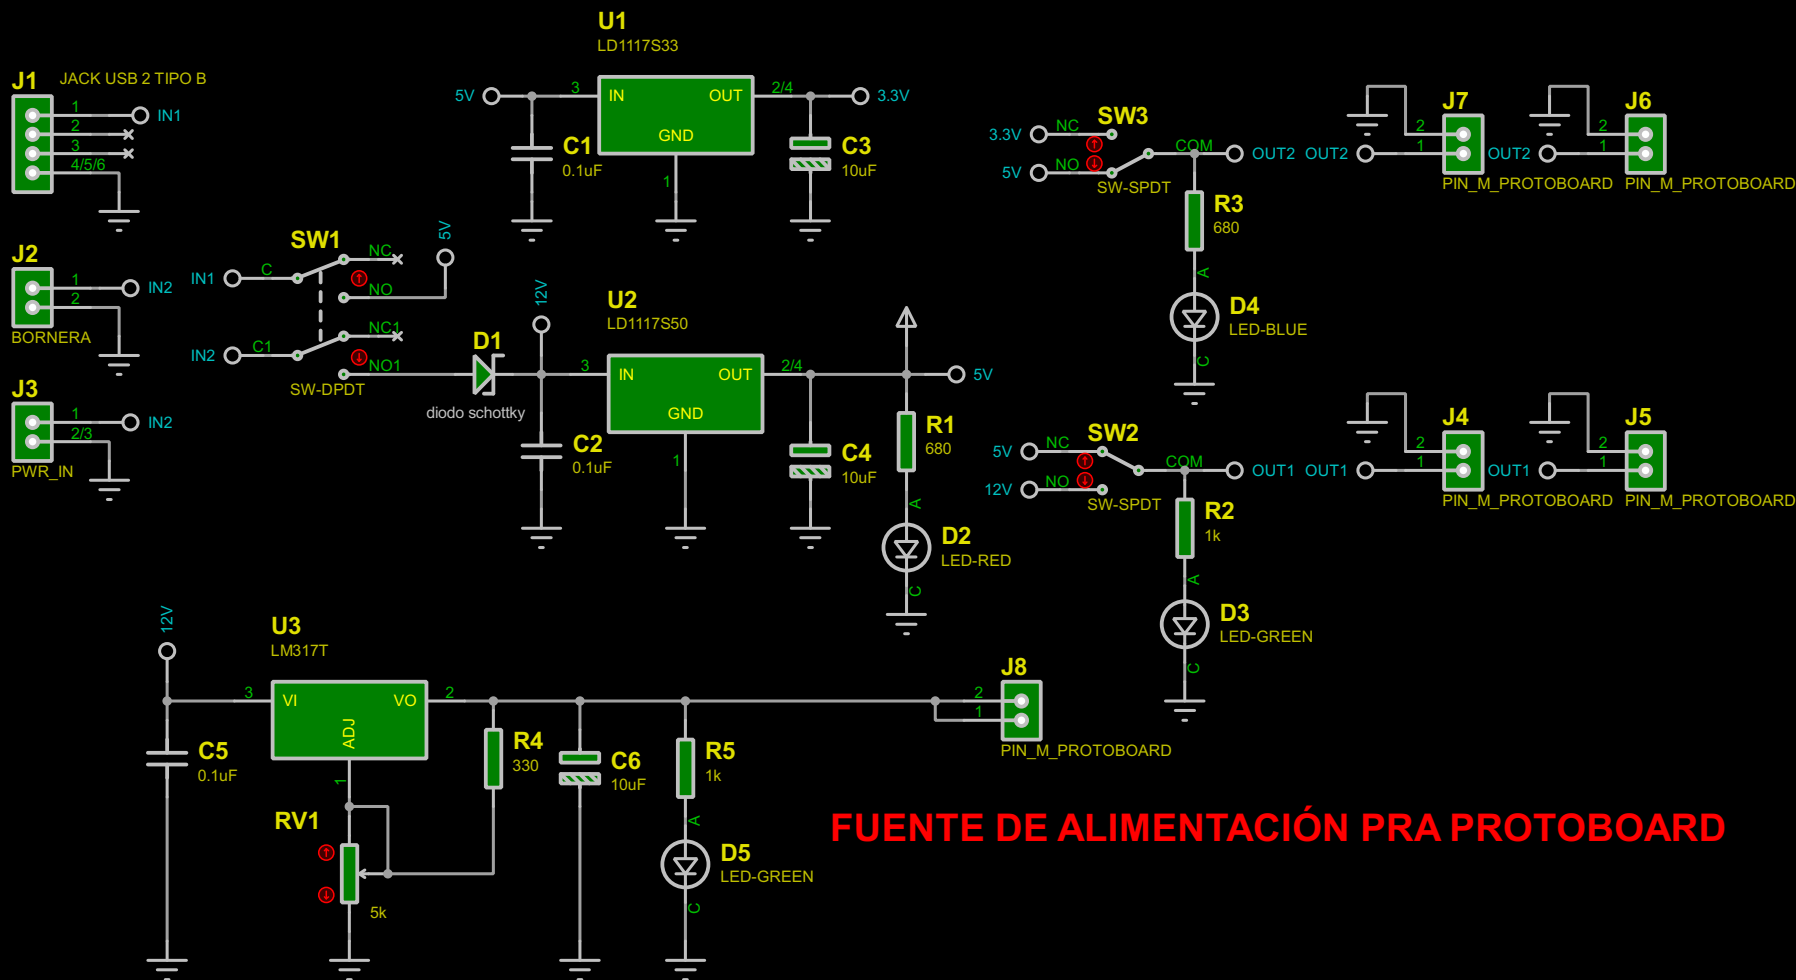 U1
LD1117S33
5V
3
IN
OUT
GND
2/4
3.3V
1
C1
0.1uF
C3
10uF
J1
JACK USB 2 TIPO B
1
IN1
2
3
4/5/6
J2
1
IN2
2
BORNERA
J3
1
IN2
2/3
PWR_IN
SW1
IN1
C
NC
NO
5V
IN2
C1
NC1
NO1
SW-DPDT
D1
diodo schottky
12V
U2
LD1117S50
3
IN
OUT
GND
2/4
5V
1
C2
0.1uF
C4
10uF
R1
680
A
D2
LED-RED
C
SW3
3.3V
NC
5V
NO
COM
SW-SPDT
OUT2
R3
680
A
D4
LED-BLUE
C
J7
2
1
OUT2
PIN_M_PROTOBOARD
J6
2
1
OUT2
PIN_M_PROTOBOARD
SW2
5V
NC
12V
NO
COM
SW-SPDT
OUT1
R2
1k
A
D3
LED-GREEN
C
J4
2
1
OUT1
PIN_M_PROTOBOARD
J5
2
1
OUT1
PIN_M_PROTOBOARD
12V
U3
LM317T
3
VI
VO
ADJ
2
1
C5
0.1uF
RV1
5k
R4
330
C6
10uF
R5
1k
A
D5
LED-GREEN
C
J8
2
1
PIN_M_PROTOBOARD
FUENTE DE ALIMENTACIÓN PRA PROTOBOARD